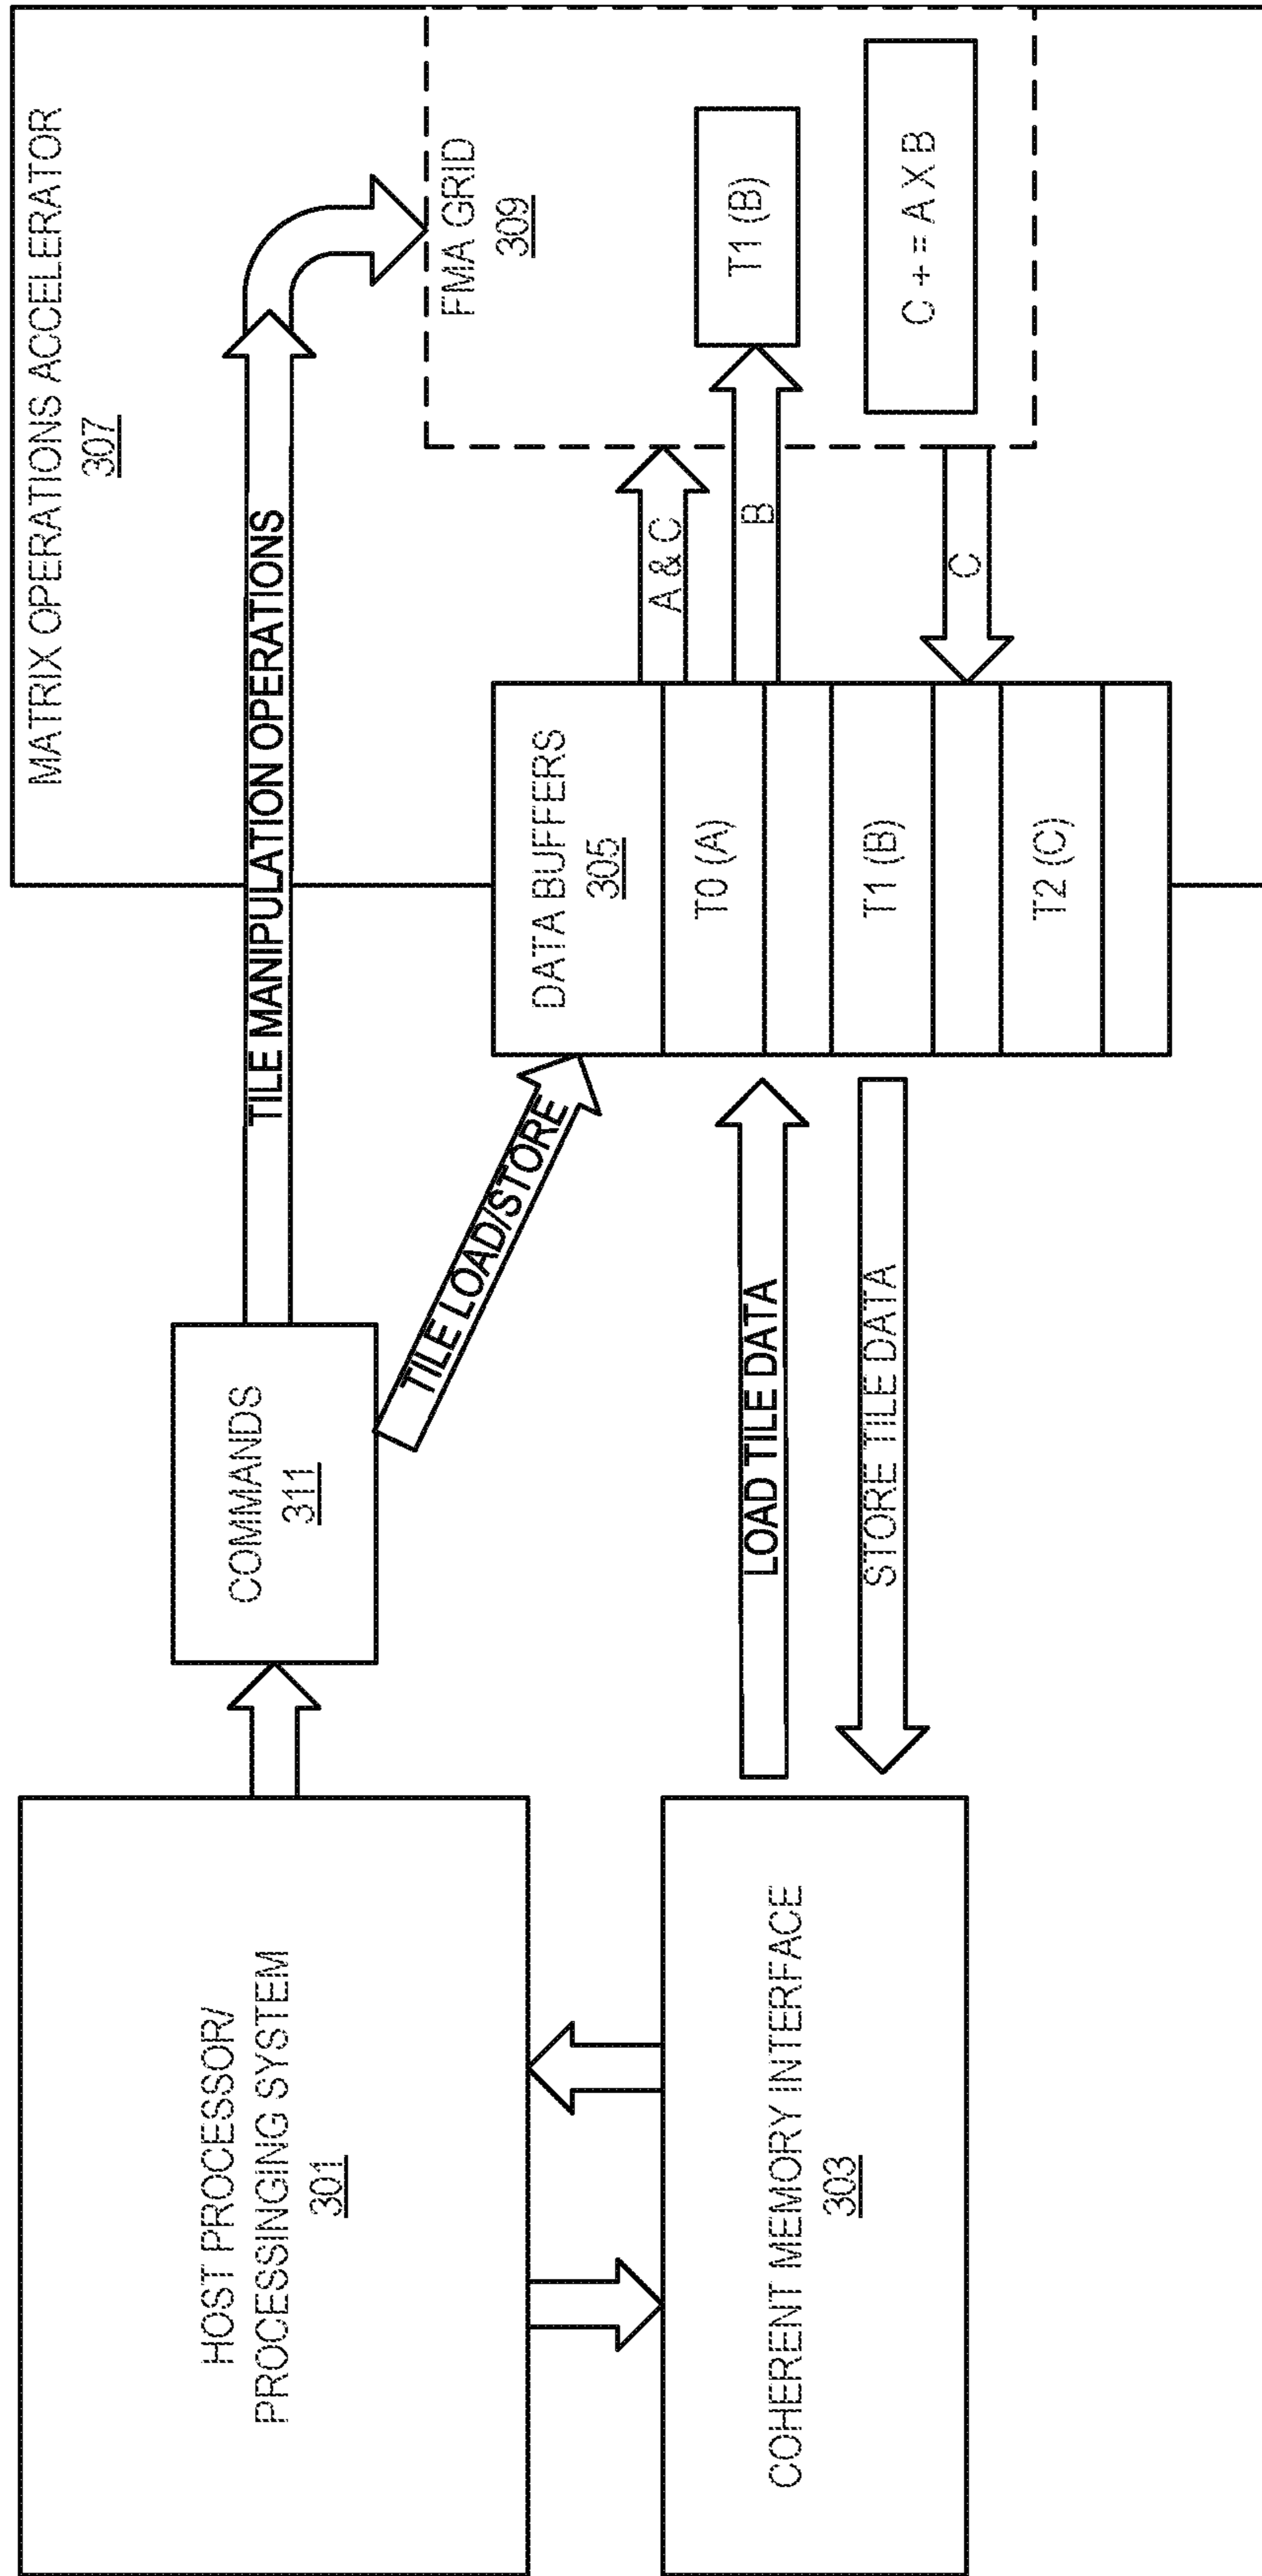 HOST PROCESSOR/
PROCESSINGING SYSTEM
301
COHERENT MEMORY INTERFACE
303
COMMANDS
311
TILE MANIPULATION OPERATIONS
TILE LOAD/STORE
LOAD TILE DATA
STORE TILE DATA
DATA BUFFERS
305
T0 (A)
T1 (B)
T2 (C)
MATRIX OPERATIONS ACCELERATOR
307
FMA GRID
309
A & C
B
C
T1 (B)
C + = A X B